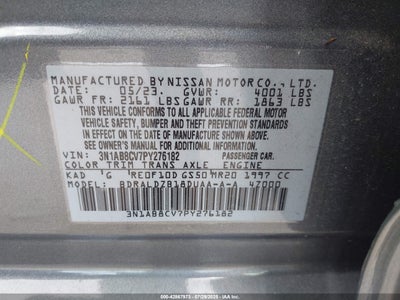 MANUFACTURED BY NISSAN MOTOR CO., LTD.
DATE: 05/23 GVWR: 4001 LBS
GAWR FR: 2161 LBS GAWR RR: 1863 LBS
THIS VEHICLE CONFORMS TO ALL APPLICABLE FEDERAL MOTOR
VEHICLE SAFETY, BUMPER, AND THEFT PREVENTION STANDARDS
IN EFFECT ON THE DATE OF MANUFACTURE SHOWN ABOVE.
SEE OWNER'S MANUAL FOR ADDITIONAL SAFETY INFORMATION.
VIN: 3N1AB8CV7PY276182 PASSENGER CAR.
COLOR TRIM TRANS AXLE ENGINE
KAD G RE0F10D GS50 MR20 1997 CC
MODEL: BDRALDZB18DUAA-A-A 47000
3N1AB8CV7PY276182